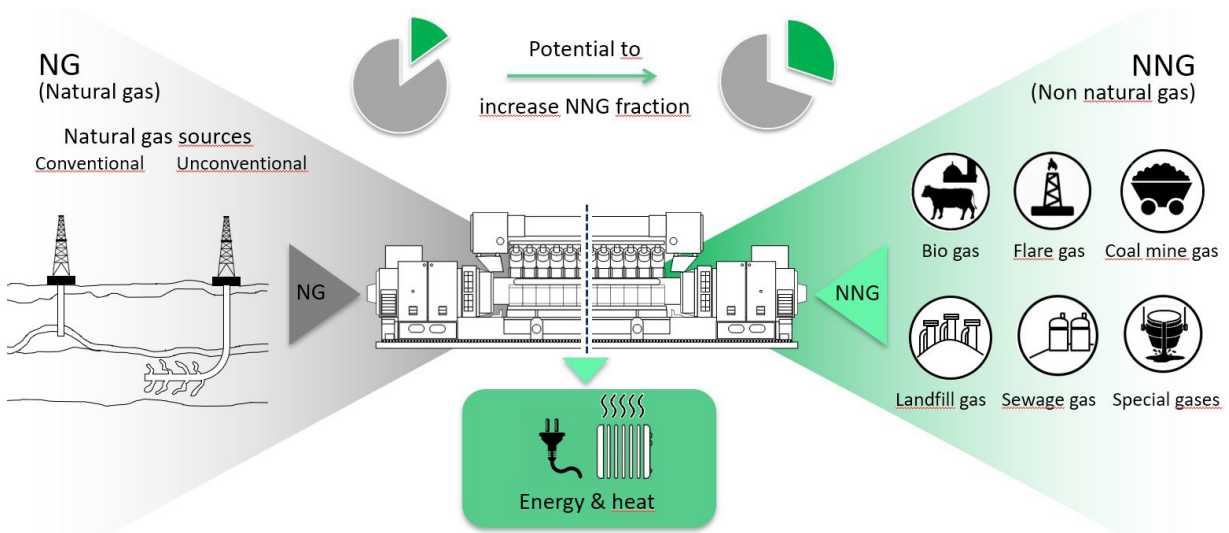 NG
(Natural gas)
Natural gas sources
Conventional
Unconventional
Potential to
increase NNG fraction
NNG
(Non natural gas)
NG
NNG
Bio gas
Flare gas
Coal mine gas
Landfill gas
Sewage gas
Special gases
Energy & heat